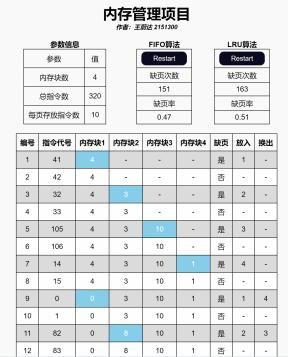 内存管理项目
作者：王蔚达 2151300
参数信息 FIFO算法 LRU算法
参数 值 Restart Restart
内存块数 4 缺页次数 缺页次数
151 163
总指令数 320 缺页率 缺页率
每页存放指令数 10 0.47 0.51
编号 指令代号 内存块1 内存块2 内存块3 内存块4 缺页 放入 换出
1 41 4 - - - 是 1 -
2 42 4 - - - 否 - -
3 32 4 3 - - 是 2 -
4 33 4 3 - - 否 - -
5 105 4 3 10 - 是 3 -
6 106 4 3 10 - 否 - -
7 14 4 3 10 1 是 4 -
8 15 4 3 10 1 否 - -
9 0 0 3 10 1 是 1 4
10 1 0 3 10 1 否 - -
11 82 0 8 10 1 是 2 3
12 83 0 8 10 1 否 - -